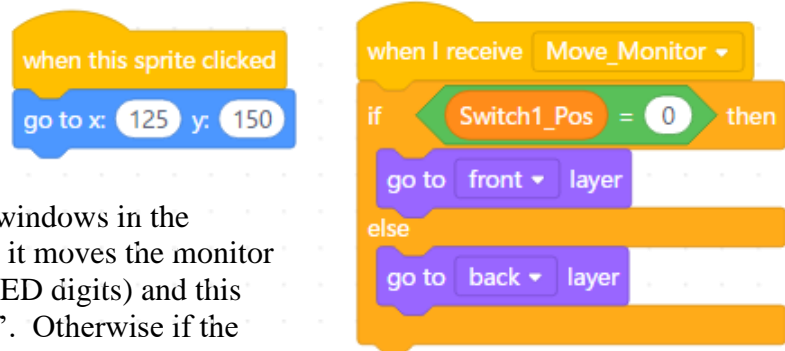 when this sprite clicked
go to x: 125 y: 150
when I receive Move_Monitor
if Switch1_Pos = 0 then
go to front layer
else
go to back layer
windows in the
it moves the monitor
ED digits) and this
”. Otherwise if the